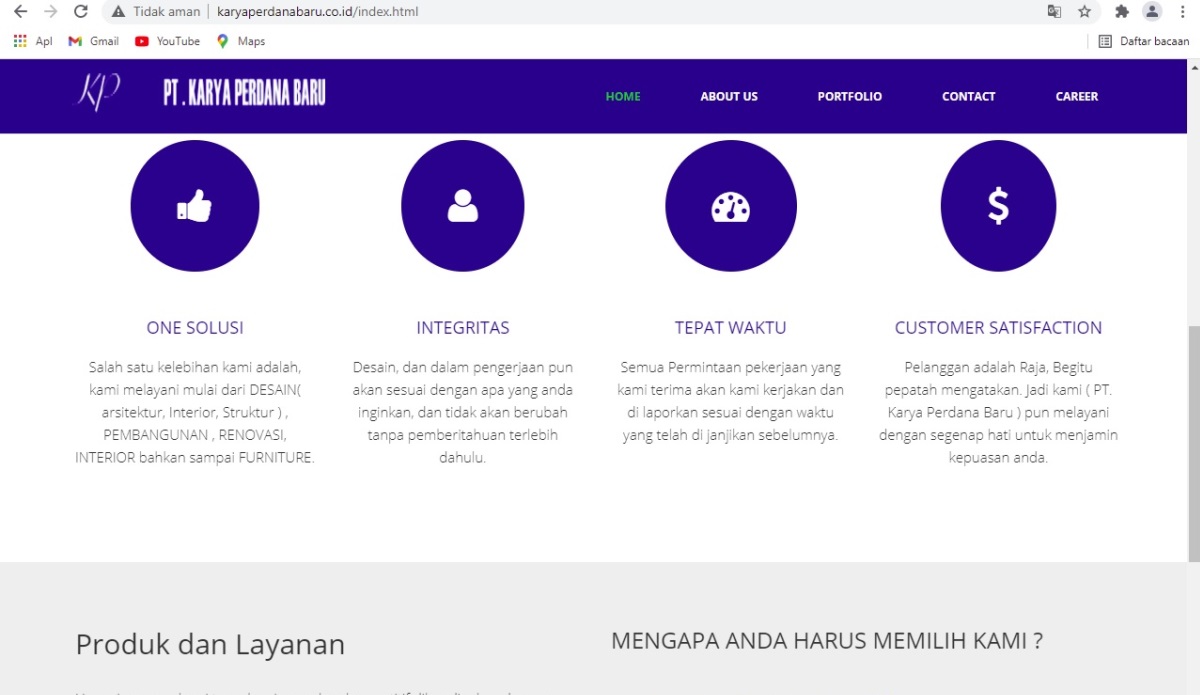 Tidak aman | karyaperdanabaru.co.id/index.html
Apl Gmail YouTube Maps Daftar bacaan
KP PT . KARYA PERDANA BARU HOME ABOUT US PORTFOLIO CONTACT CAREER
ONE SOLUSI
Salah satu kelebihan kami adalah,
kami melayani mulai dari DESAIN(
arsitektur, Interior, Struktur ) ,
PEMBANGUNAN , RENOVASI,
INTERIOR bahkan sampai FURNITURE.
INTEGRITAS
Desain, dan dalam pengerjaan pun
akan sesuai dengan apa yang anda
inginkan, dan tidak akan berubah
tanpa pemberitahuan terlebih
dahulu.
TEPAT WAKTU
Semua Permintaan pekerjaan yang
kami terima akan kami kerjakan dan
di laporkan sesuai dengan waktu
yang telah di janjikan sebelumnya.
CUSTOMER SATISFACTION
Pelanggan adalah Raja, Begitu
pepatah mengatakan. Jadi kami ( PT.
Karya Perdana Baru ) pun melayani
dengan segenap hati untuk menjamin
kepuasan anda.
Produk dan Layanan
MENGAPA ANDA HARUS MEMILIH KAMI ?